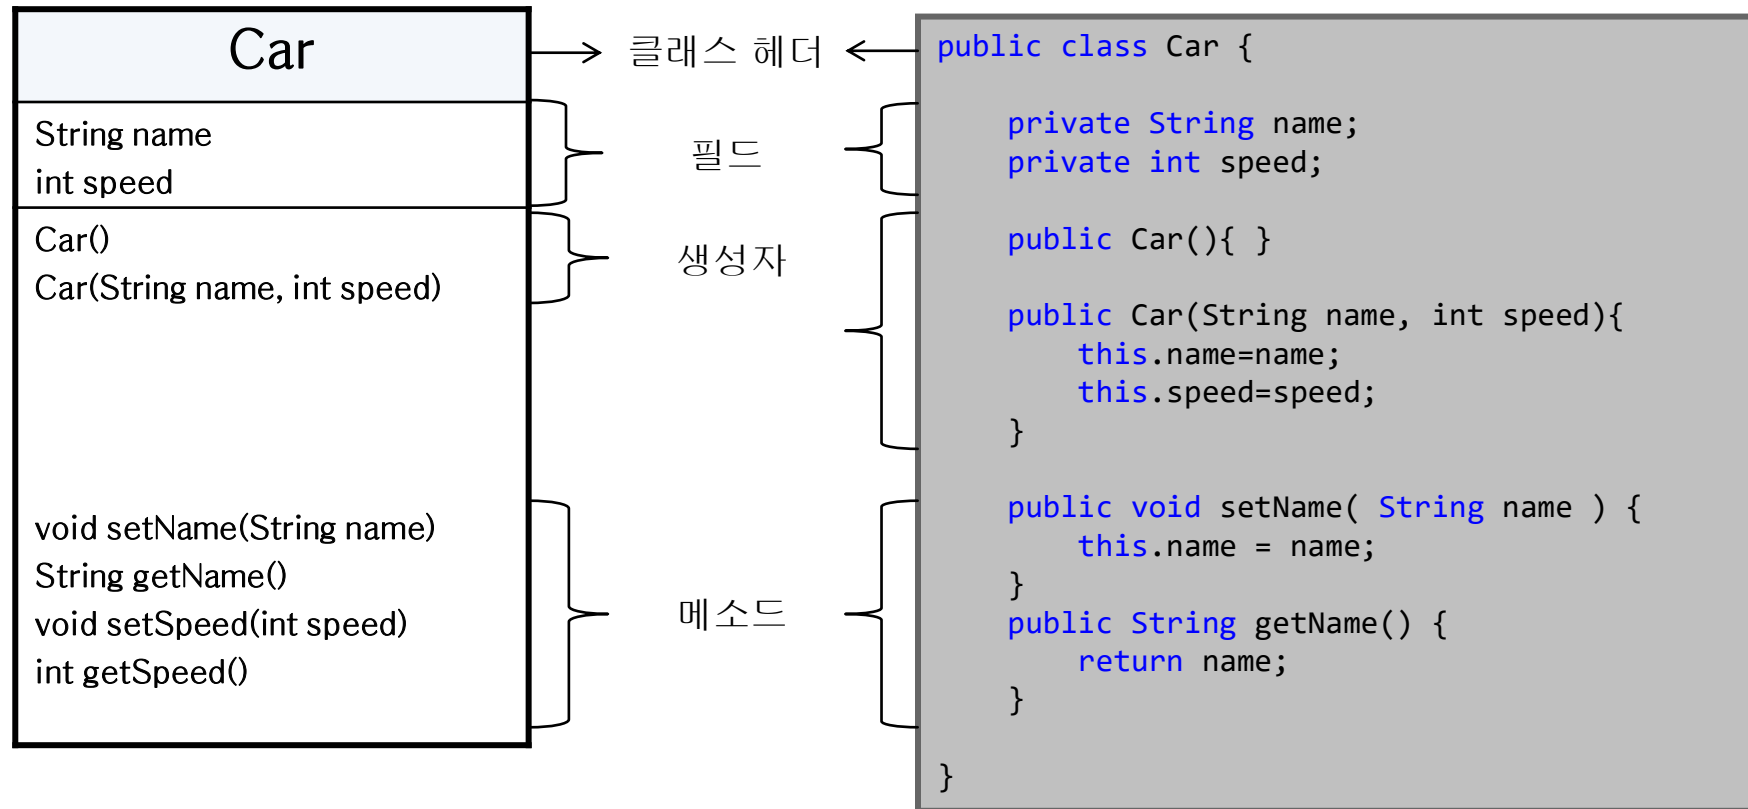 Car
String name
int speed
Car()
Car(String name, int speed)
void setName(String name)
String getName()
void setSpeed(int speed)
int getSpeed()
클래스 헤더
필드
생성자
메소드
public class Car {
private String name;
private int speed;
public Car(){ }
public Car(String name, int speed){
this.name=name;
this.speed=speed;
}
public void setName( String name ) {
this.name = name;
}
public String getName() {
return name;
}
}